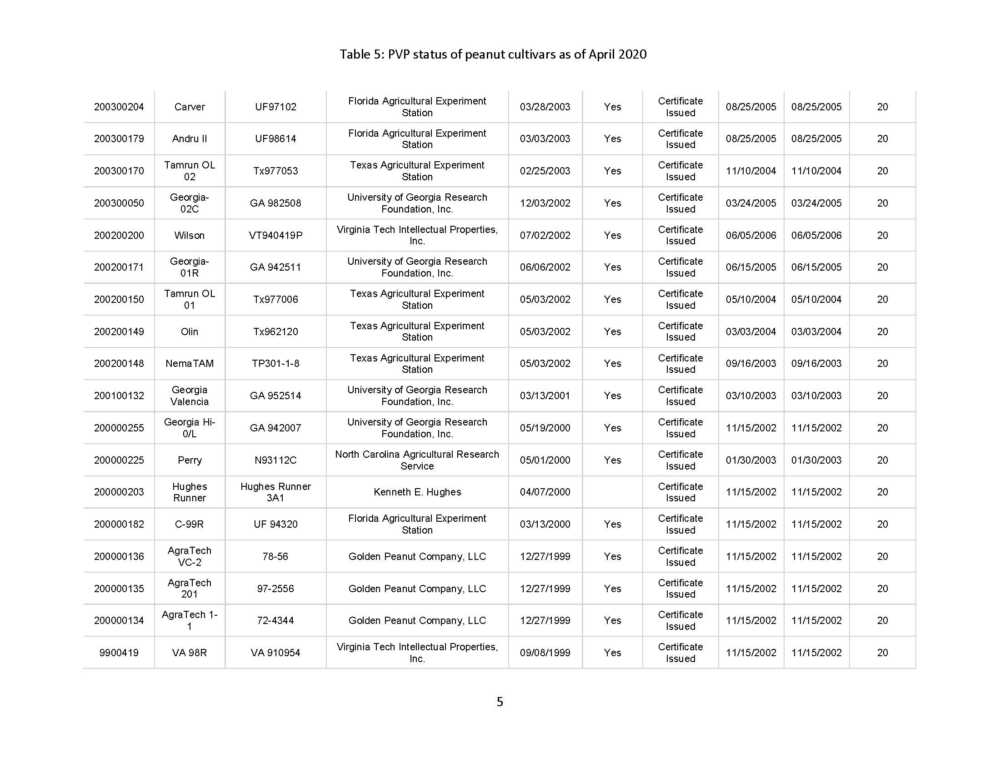 Table 5: PVP status of peanut cultivars as of April 2020
200300204 Carver UF97102 Florida Agricultural Experiment Station 03/28/2003 Yes Certificate Issued 08/25/2005 08/25/2005 20
200300179 Andru II UF98614 Florida Agricultural Experiment Station 03/03/2003 Yes Certificate Issued 08/25/2005 08/25/2005 20
200300170 Tamrun OL 02 Tx977053 Texas Agricultural Experiment Station 02/25/2003 Yes Certificate Issued 11/10/2004 11/10/2004 20
200300050 Georgia-02C GA 982508 University of Georgia Research Foundation, Inc. 12/03/2002 Yes Certificate Issued 03/24/2005 03/24/2005 20
200200200 Wilson VT940419P Virginia Tech Intellectual Properties, Inc. 07/02/2002 Yes Certificate Issued 06/05/2006 06/05/2006 20
200200171 Georgia-01R GA 942511 University of Georgia Research Foundation, Inc. 06/06/2002 Yes Certificate Issued 06/15/2005 06/15/2005 20
200200150 Tamrun OL 01 Tx977006 Texas Agricultural Experiment Station 05/03/2002 Yes Certificate Issued 05/10/2004 05/10/2004 20
200200149 Olin Tx962120 Texas Agricultural Experiment Station 05/03/2002 Yes Certificate Issued 03/03/2004 03/03/2004 20
200200148 NemaTAM TP301-1-8 Texas Agricultural Experiment Station 05/03/2002 Yes Certificate Issued 09/16/2003 09/16/2003 20
200100132 Georgia Valencia GA 952514 University of Georgia Research Foundation, Inc. 03/13/2001 Yes Certificate Issued 03/10/2003 03/10/2003 20
200000255 Georgia Hi-0/L GA 942007 University of Georgia Research Foundation, Inc. 05/19/2000 Yes Certificate Issued 11/15/2002 11/15/2002 20
200000225 Perry N93112C North Carolina Agricultural Research Service 05/01/2000 Yes Certificate Issued 01/30/2003 01/30/2003 20
200000203 Hughes Runner Hughes Runner 3A1 Kenneth E. Hughes 04/07/2000 Certificate Issued 11/15/2002 11/15/2002 20
200000182 C-99R UF 94320 Florida Agricultural Experiment Station 03/13/2000 Yes Certificate Issued 11/15/2002 11/15/2002 20
200000136 AgraTech VC-2 78-56 Golden Peanut Company, LLC 12/27/1999 Yes Certificate Issued 11/15/2002 11/15/2002 20
200000135 AgraTech 201 97-2556 Golden Peanut Company, LLC 12/27/1999 Yes Certificate Issued 11/15/2002 11/15/2002 20
200000134 AgraTech 1-1 72-4344 Golden Peanut Company, LLC 12/27/1999 Yes Certificate Issued 11/15/2002 11/15/2002 20
9900419 VA 98R VA 910954 Virginia Tech Intellectual Properties, Inc. 09/08/1999 Yes Certificate Issued 11/15/2002 11/15/2002 20
5